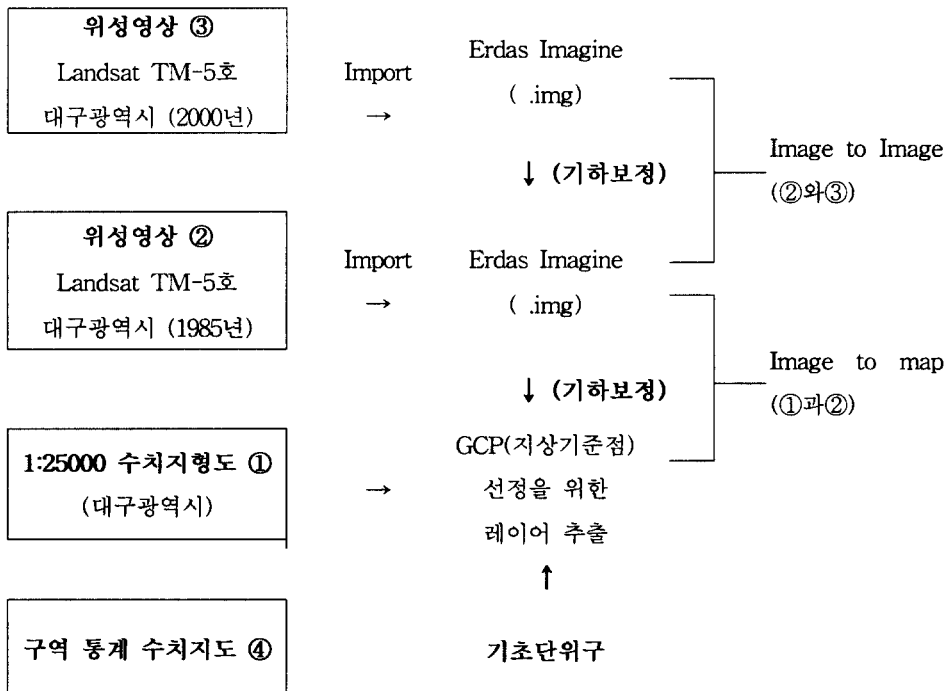 위성영상 ③
Landsat TM-5호
대구광역시 (2000년)
Import
→
Erdas Imagine
( .img)
↓ (기하보정)
Image to Image
(②와③)
위성영상 ②
Landsat TM-5호
대구광역시 (1985년)
Import
→
Erdas Imagine
( .img)
↓ (기하보정)
Image to map
(①과②)
1:25000 수치지형도 ①
(대구광역시)
→
GCP(지상기준점)
선정을 위한
레이어 추출
↑
구역 통계 수치지도 ④
기초단위구